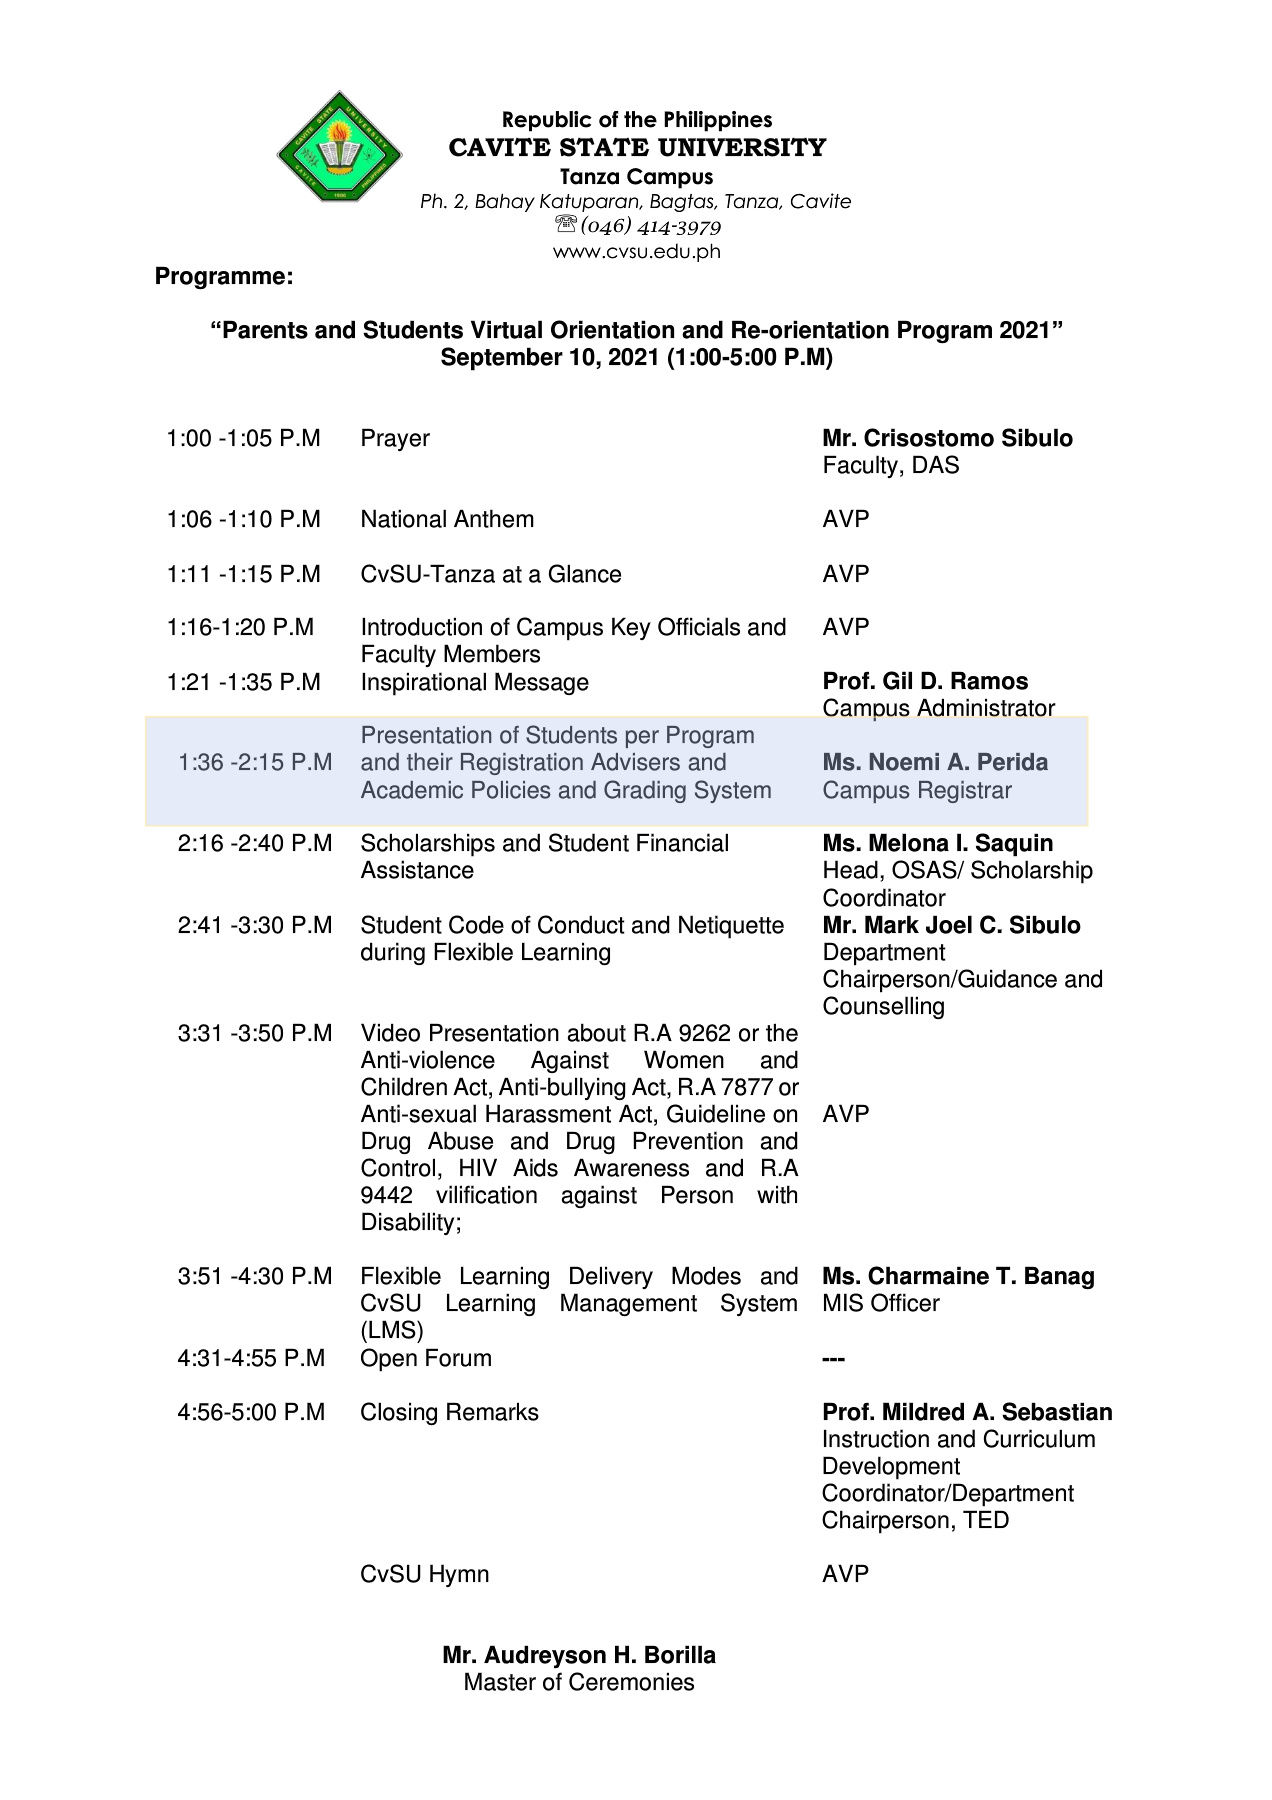 Republic of the Philippines
CAVITE STATE UNIVERSITY
Tanza Campus
Ph. 2, Bahay Katuparan, Bagtas, Tanza, Cavite
☏(046) 414-3979
www.cvsu.edu.ph
CAVITE STATE UNIVERSITY
CAVITE PHILIPPINES
1906
Programme:
“Parents and Students Virtual Orientation and Re-orientation Program 2021”
September 10, 2021 (1:00-5:00 P.M)
1:00 -1:05 P.M Prayer Mr. Crisostomo Sibulo
Faculty, DAS
1:06 -1:10 P.M National Anthem AVP
1:11 -1:15 P.M CvSU-Tanza at a Glance AVP
1:16-1:20 P.M Introduction of Campus Key Officials and AVP
Faculty Members
1:21 -1:35 P.M Inspirational Message Prof. Gil D. Ramos
Campus Administrator
Presentation of Students per Program
1:36 -2:15 P.M and their Registration Advisers and Ms. Noemi A. Perida
Academic Policies and Grading System Campus Registrar
2:16 -2:40 P.M Scholarships and Student Financial Ms. Melona I. Saquin
Assistance Head, OSAS/ Scholarship
Coordinator
2:41 -3:30 P.M Student Code of Conduct and Netiquette Mr. Mark Joel C. Sibulo
during Flexible Learning Department
Chairperson/Guidance and
Counselling
3:31 -3:50 P.M Video Presentation about R.A 9262 or the
Anti-violence Against Women and
Children Act, Anti-bullying Act, R.A 7877 or
Anti-sexual Harassment Act, Guideline on AVP
Drug Abuse and Drug Prevention and
Control, HIV Aids Awareness and R.A
9442 vilification against Person with
Disability;
3:51 -4:30 P.M Flexible Learning Delivery Modes and Ms. Charmaine T. Banag
CvSU Learning Management System MIS Officer
(LMS)
4:31-4:55 P.M Open Forum ---
4:56-5:00 P.M Closing Remarks Prof. Mildred A. Sebastian
Instruction and Curriculum
Development
Coordinator/Department
Chairperson, TED
CvSU Hymn AVP
Mr. Audreyson H. Borilla
Master of Ceremonies